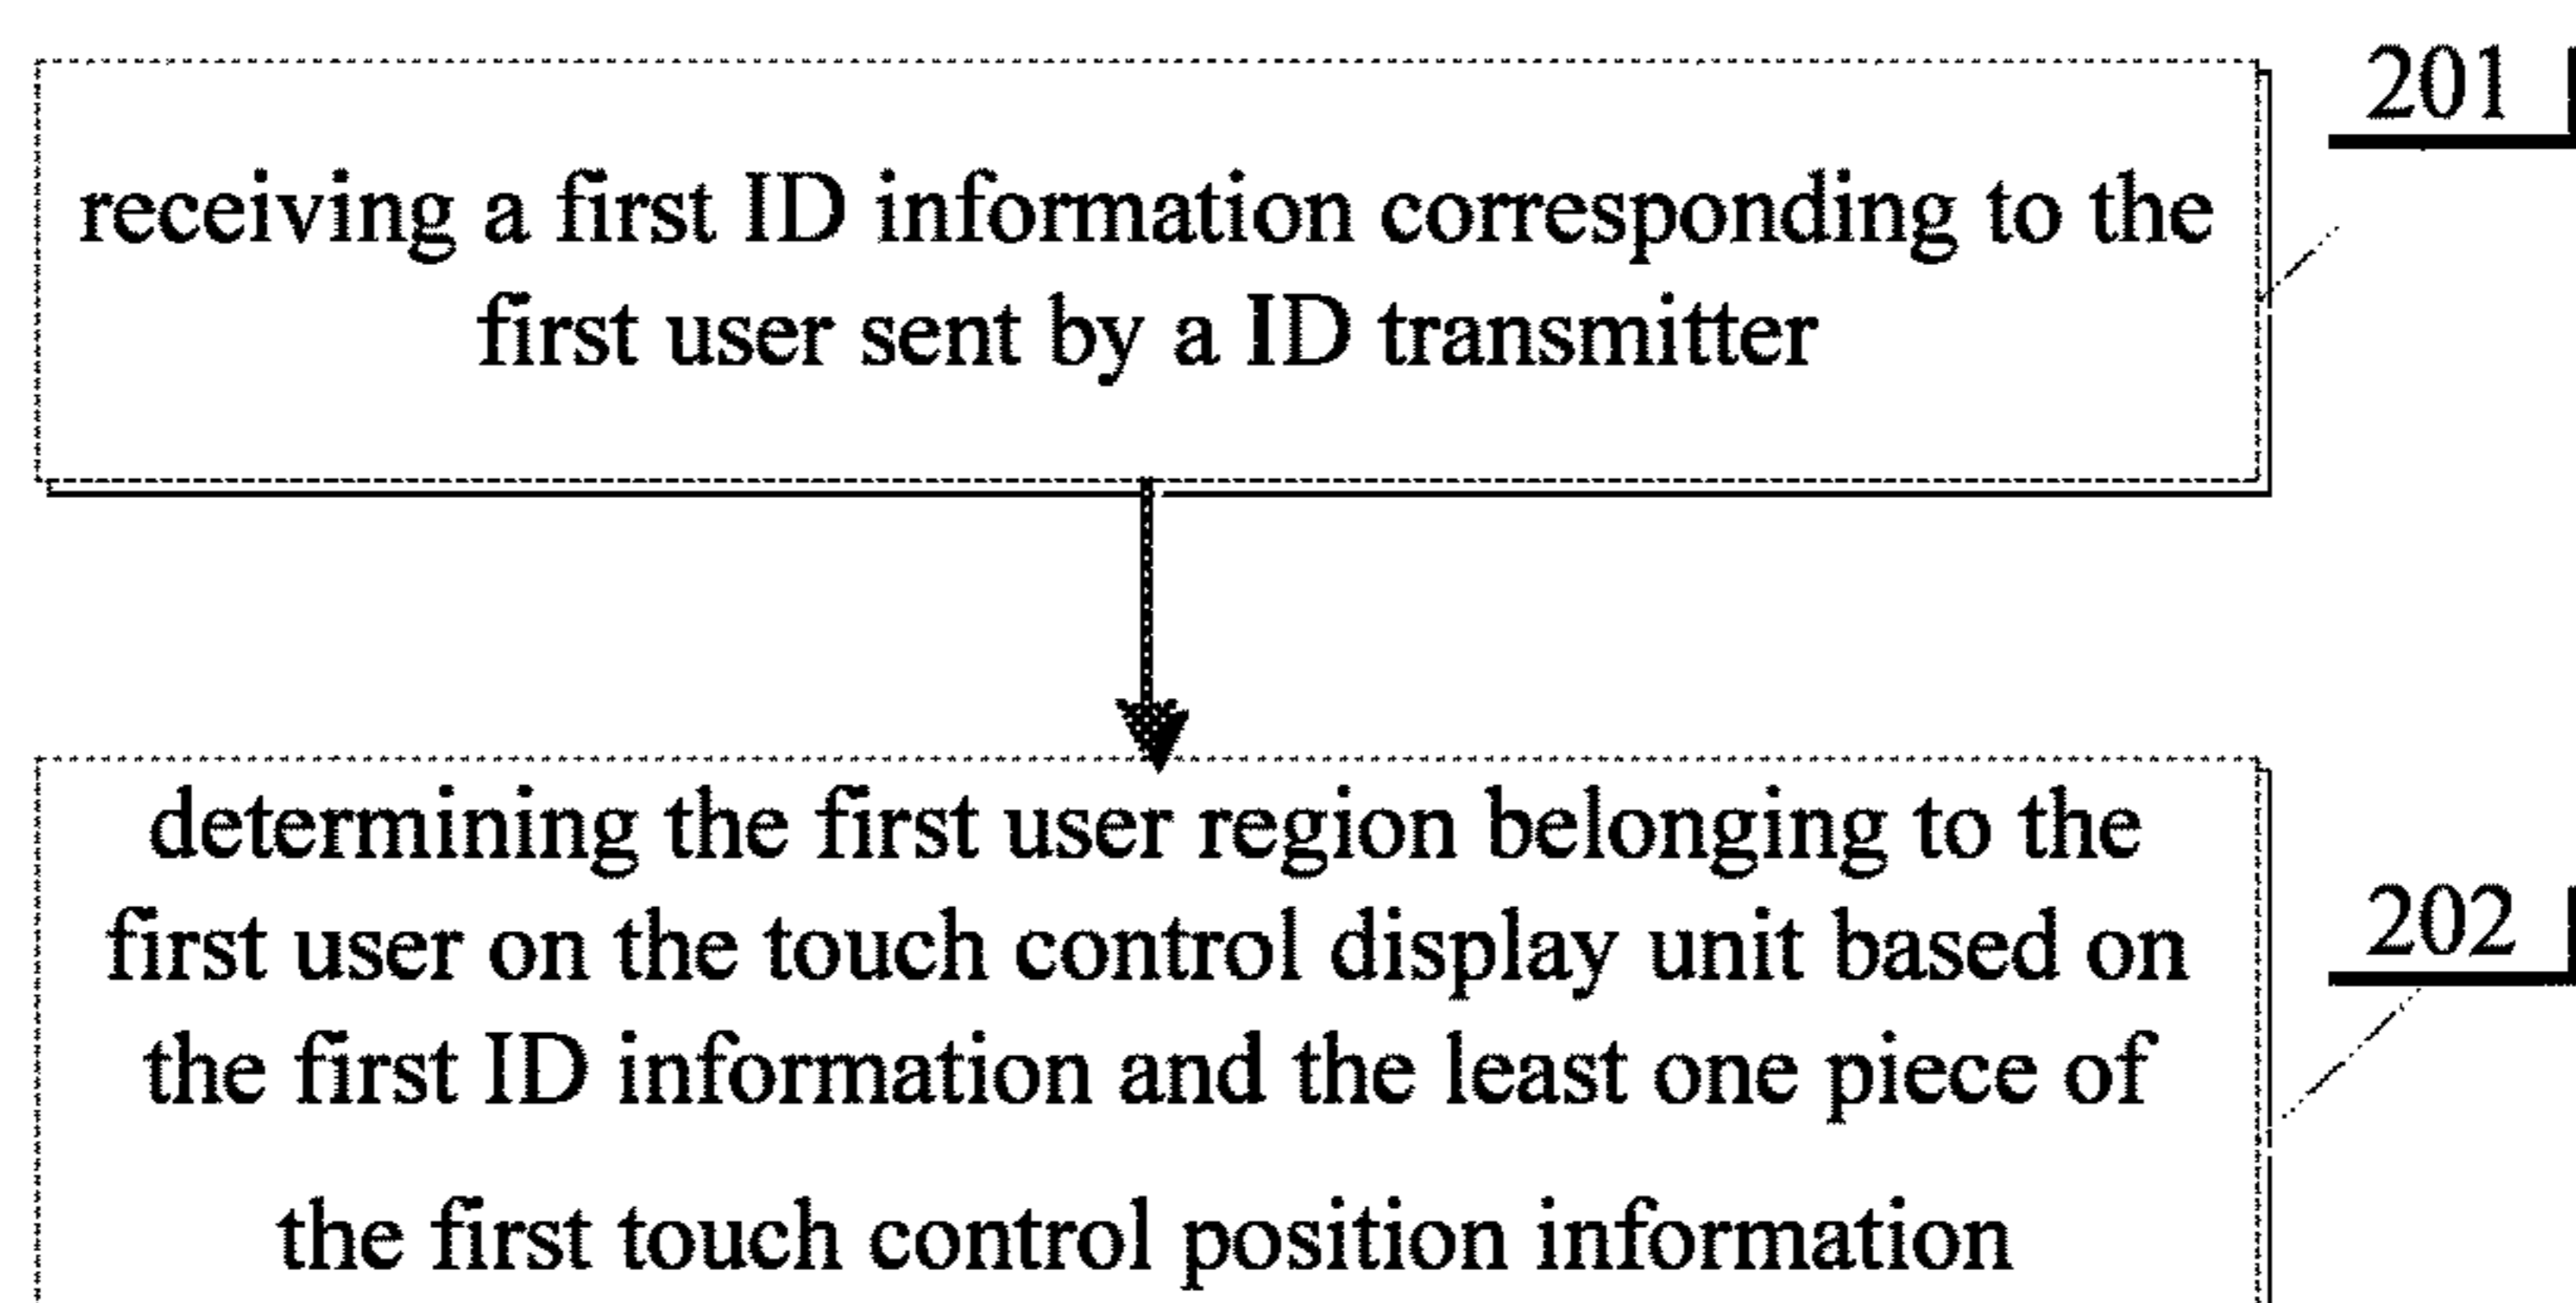 201
receiving a first ID information corresponding to the
first user sent by a ID transmitter
determining the first user region belonging to the
first user on the touch control display unit based on
202
the first ID information and the least one piece of
the first touch control position information